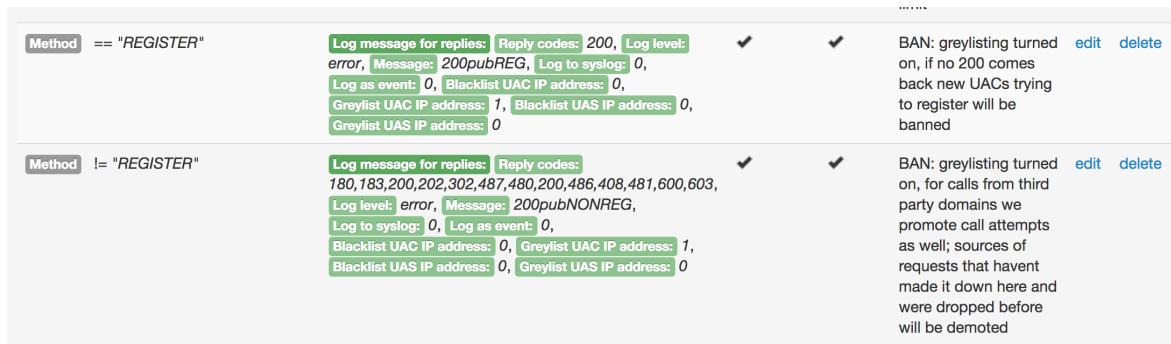 Method == "REGISTER"
Log message for replies: Reply codes: 200, Log level:
error, Message: 200pubREG, Log to syslog: 0,
Log as event: 0, Blacklist UAC IP address: 0,
Greylist UAC IP address: 1, Blacklist UAS IP address: 0,
Greylist UAS IP address: 0
✔ ✔
BAN: greylisting turned
on, if no 200 comes
back new UACs trying
to register will be
banned
edit delete
Method != "REGISTER"
Log message for replies: Reply codes:
180,183,200,202,302,487,480,200,486,408,481,600,603,
Log level: error, Message: 200pubNONREG,
Log to syslog: 0, Log as event: 0,
Blacklist UAC IP address: 0, Greylist UAC IP address: 1,
Blacklist UAS IP address: 0, Greylist UAS IP address: 0
✔ ✔
BAN: greylisting turned
on, for calls from third
party domains we
promote call attempts
as well; sources of
requests that havent
made it down here and
were dropped before
will be demoted
edit delete